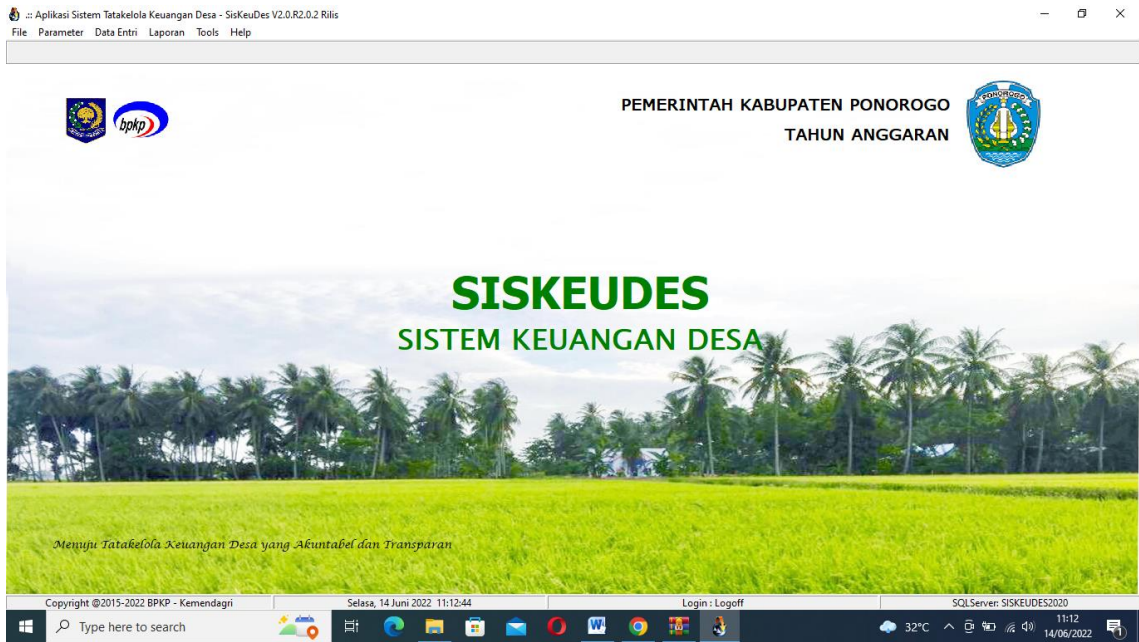 .:: Aplikasi Sistem Tatakelola Keuangan Desa - SisKeuDes V2.0.R2.0.2 Rilis
File Parameter Data Entri Laporan Tools Help
bpkp
PEMERINTAH KABUPATEN PONOROGO
TAHUN ANGGARAN
PONOROGO
SISKEUDES
SISTEM KEUANGAN DESA
Menuju Tatakelola Keuangan Desa yang Akuntabel dan Transparan
Copyright @2015-2022 BPKP - Kemendagri
Selasa, 14 Juni 2022 11:12:44
Login : Logoff
SQLServer: SISKEUDES2020
Type here to search
32°C
11:12
14/06/2022